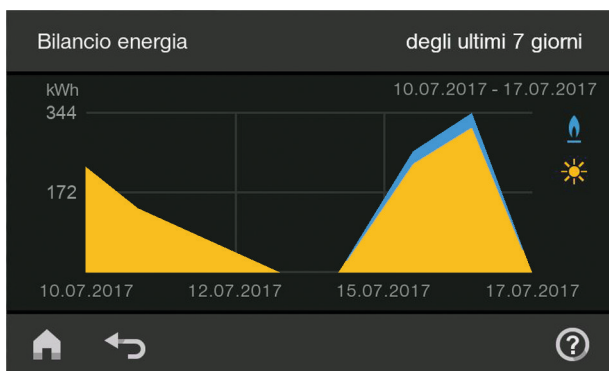 Bilancio energia degli ultimi 7 giorni
kWh 10.07.2017 - 17.07.2017
344
172
10.07.2017 12.07.2017 15.07.2017 17.07.2017
?